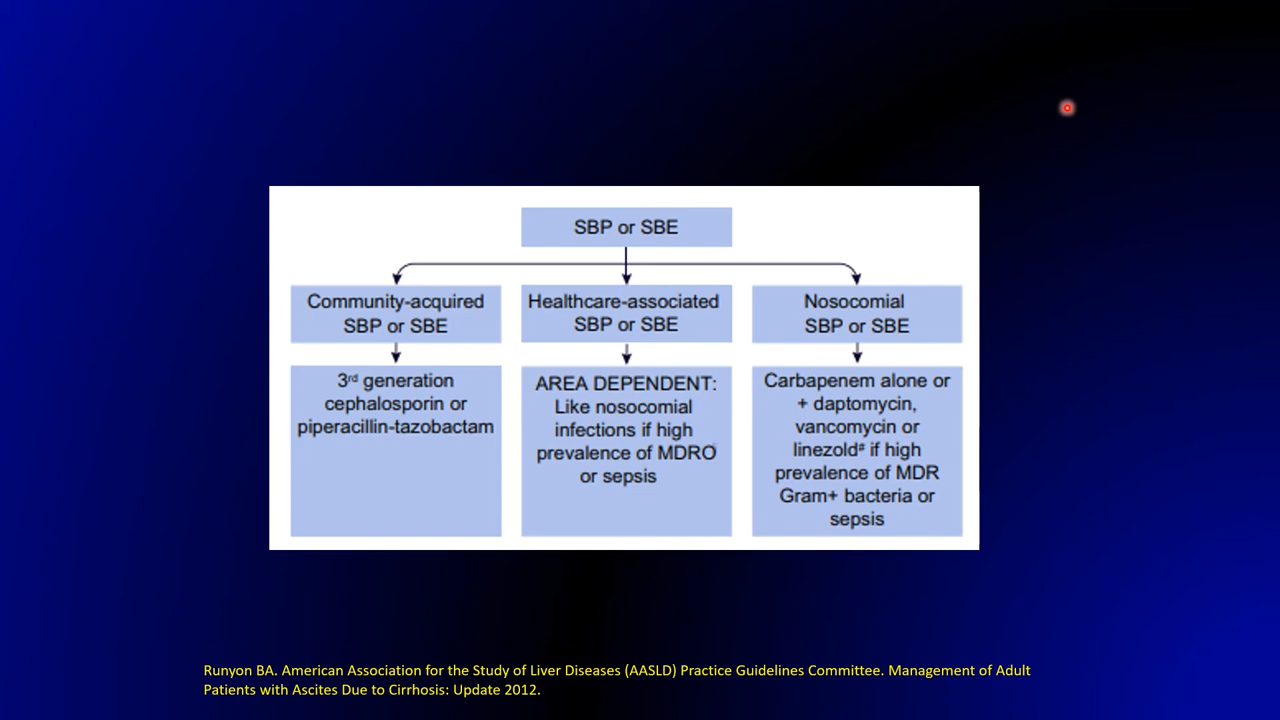 SBP or SBE
Community-acquired
SBP or SBE
Healthcare-associated
SBP or SBE
Nosocomial
SBP or SBE
3rd generation
cephalosporin or
piperacillin-tazobactam
AREA DEPENDENT:
Like nosocomial
infections if high
prevalence of MDRO
or sepsis
Carbapenem alone or
+ daptomycin,
vancomycin or
linezold# if high
prevalence of MDR
Gram+ bacteria or
sepsis
Runyon BA. American Association for the Study of Liver Diseases (AASLD) Practice Guidelines Committee. Management of Adult
Patients with Ascites Due to Cirrhosis: Update 2012.